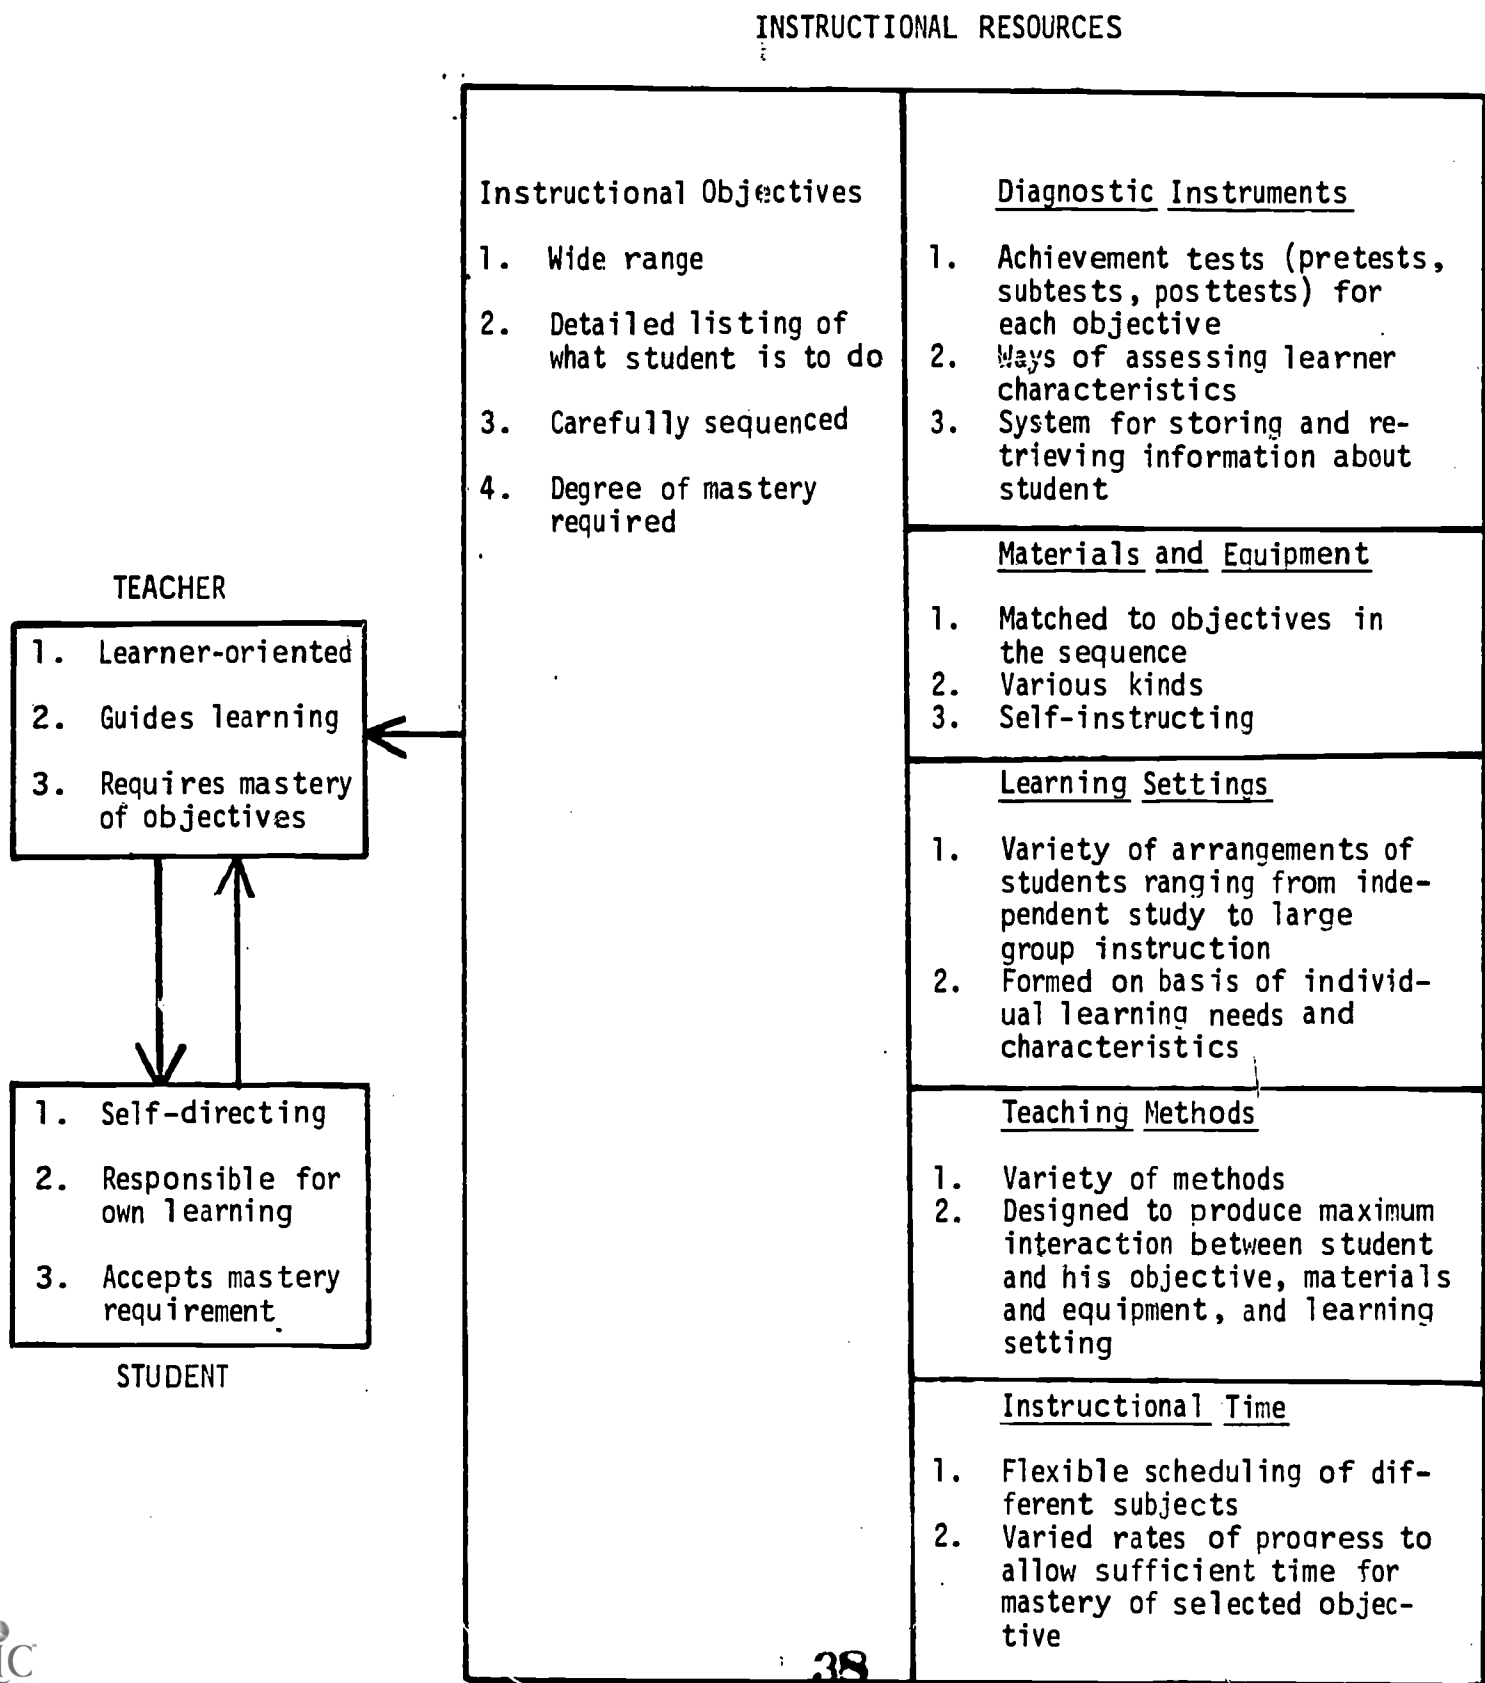 INSTRUCTIONAL RESOURCES
Instructional Objectives
1. Wide range
2. Detailed listing of
what student is to do
3. Carefully sequenced
4. Degree of mastery
required
Diagnostic Instruments
1. Achievement tests (pretests,
subtests, posttests) for
each objective
2. Ways of assessing learner
characteristics
3. System for storing and re-
trieving information about
student
Materials and Equipment
1. Matched to objectives in
the sequence
2. Various kinds
3. Self-instructing
Learning Settings
1. Variety of arrangements of
students ranging from inde-
pendent study to large
group instruction
2. Formed on basis of individ-
ual learning needs and
characteristics
Teaching Methods
1. Variety of methods
2. Designed to produce maximum
interaction between student
and his objective, materials
and equipment, and learning
setting
Instructional Time
1. Flexible scheduling of dif-
ferent subjects
2. Varied rates of progress to
allow sufficient time for
mastery of selected objec-
tive
TEACHER
1. Learner-oriented
2. Guides learning
3. Requires mastery
of objectives
1. Self-directing
2. Responsible for
own learning
3. Accepts mastery
requirement
STUDENT
38